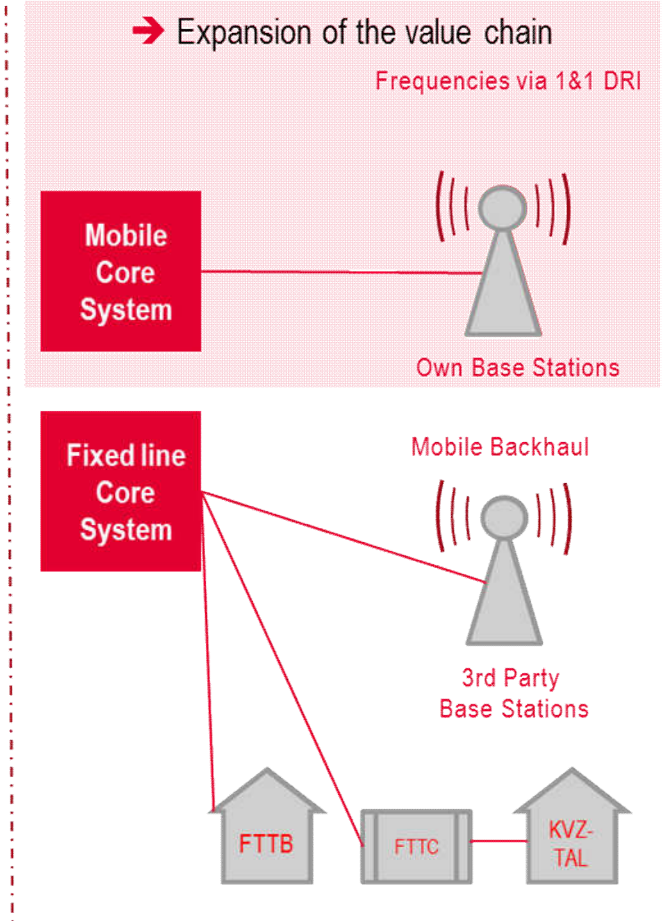 ➔ Expansion of the value chain
Frequencies via 1&1 DRI
Mobile
Core
System
Own Base Stations
Fixed line
Core
System
Mobile Backhaul
3rd Party
Base Stations
FTTB
FTTC
KVZ-
TAL